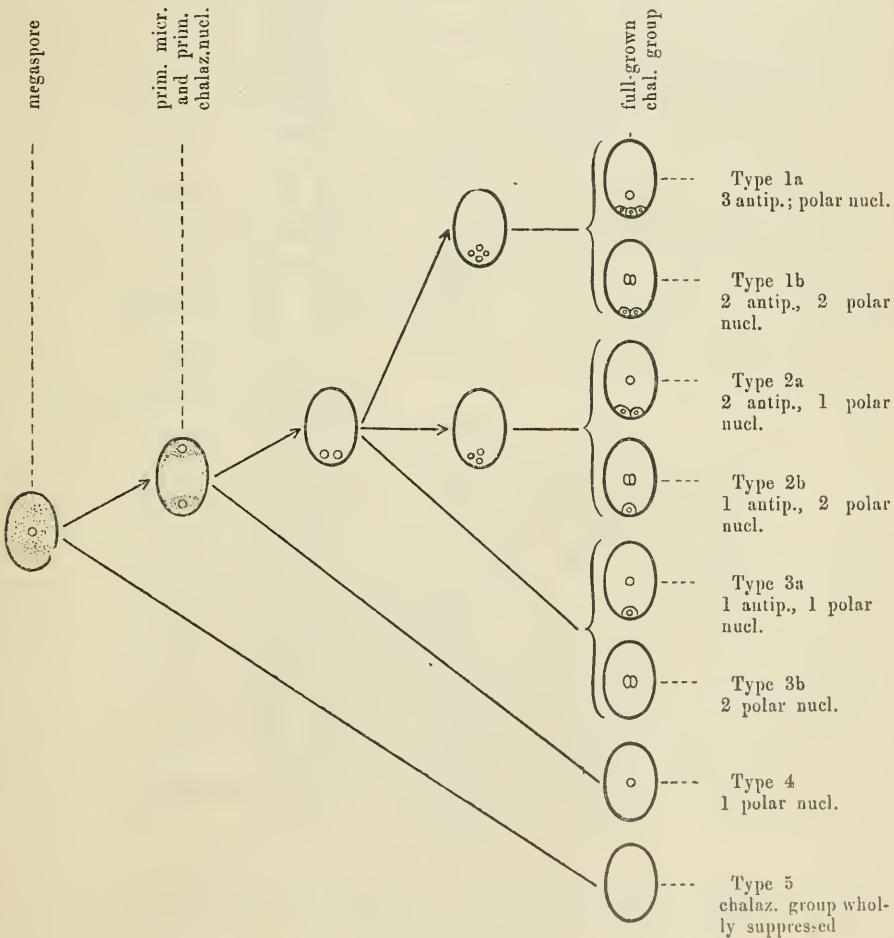 megaspore
prim. micr.
and prim.
chalaz. nucl.
full-grown
chal. group
Type 1a
3 antip.; polar nucl.
Type 1b
2 antip., 2 polar
nucl.
Type 2a
2 antip., 1 polar
nucl.
Type 2b
1 antip., 2 polar
nucl.
Type 3a
1 antip., 1 polar
nucl.
Type 3b
2 polar nucl.
Type 4
1 polar nucl.
Type 5
chalaz. group whol-
ly suppressed